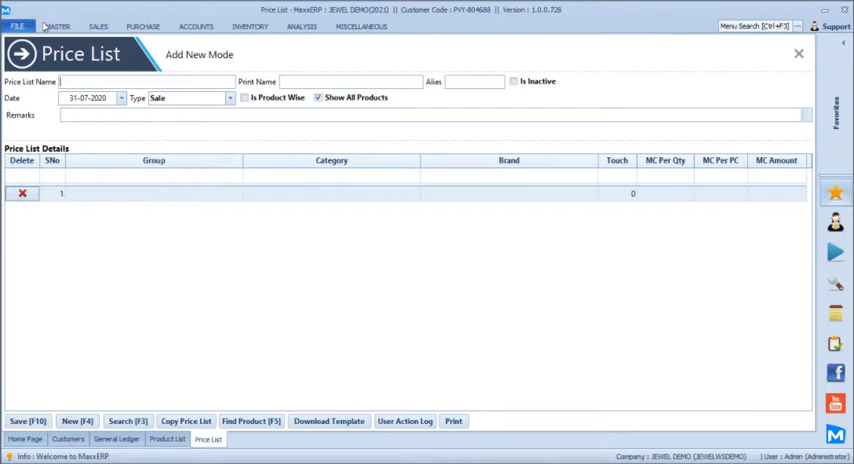 Price List - MaxxERP : JEWEL DEMO(2021) || Customer Code : PVY-804688 || Version : 1.0.0.728
FILE MASTER SALES PURCHASE ACCOUNTS INVENTORY ANALYSIS MISCELLANEOUS Menu Search [Ctrl+F3] ... Support
Price List Add New Mode
Price List Name Print Name Alias Is Inactive
Date 31-07-2020 Type Sale Is Product Wise Show All Products
Remarks
Favorites
Price List Details
Delete SNo Group Category Brand Touch MC Per Qty MC Per PC MC Amount
1 0
You Tube
Save [F10] New [F4] Search [F3] Copy Price List Find Product [F5] Download Template User Action Log Print
Home Page Customers General Ledger Product List Price List
Info : Welcome to MaxxERP Company : JEWEL DEMO (JEWELWSDEMO) | User : Admin (Administrator)